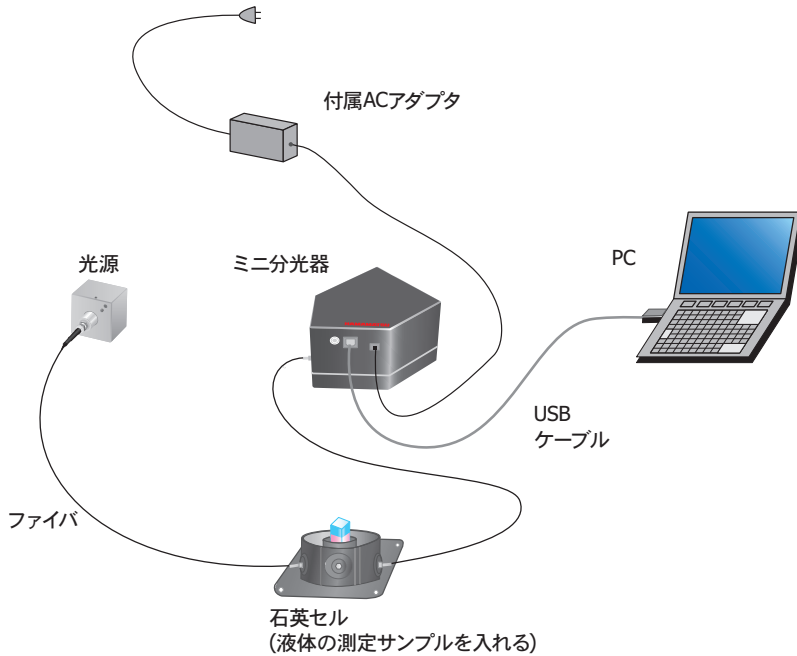 付属ACアダプタ
光源
ミニ分光器
PC
USB
ケーブル
ファイバ
石英セル
(液体の測定サンプルを入れる)